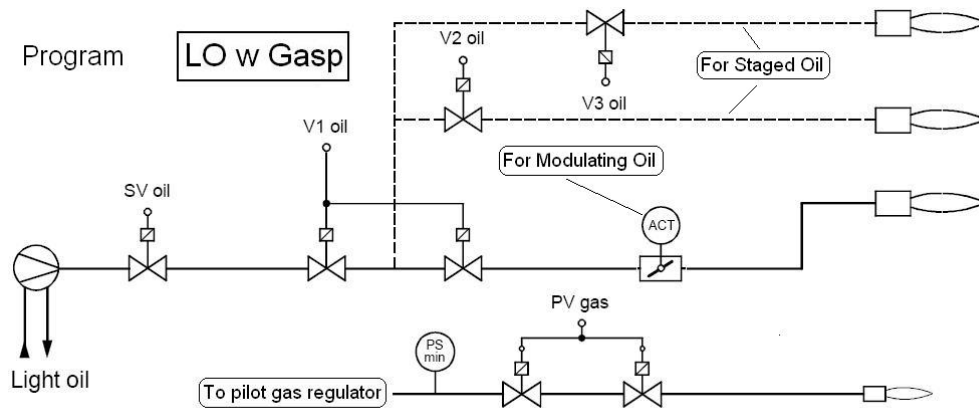 Program
LO w Gasp
V2 oil
V3 oil
For Staged Oil
V1 oil
For Modulating Oil
SV oil
ACT
PV gas
PS
min
Light oil
To pilot gas regulator